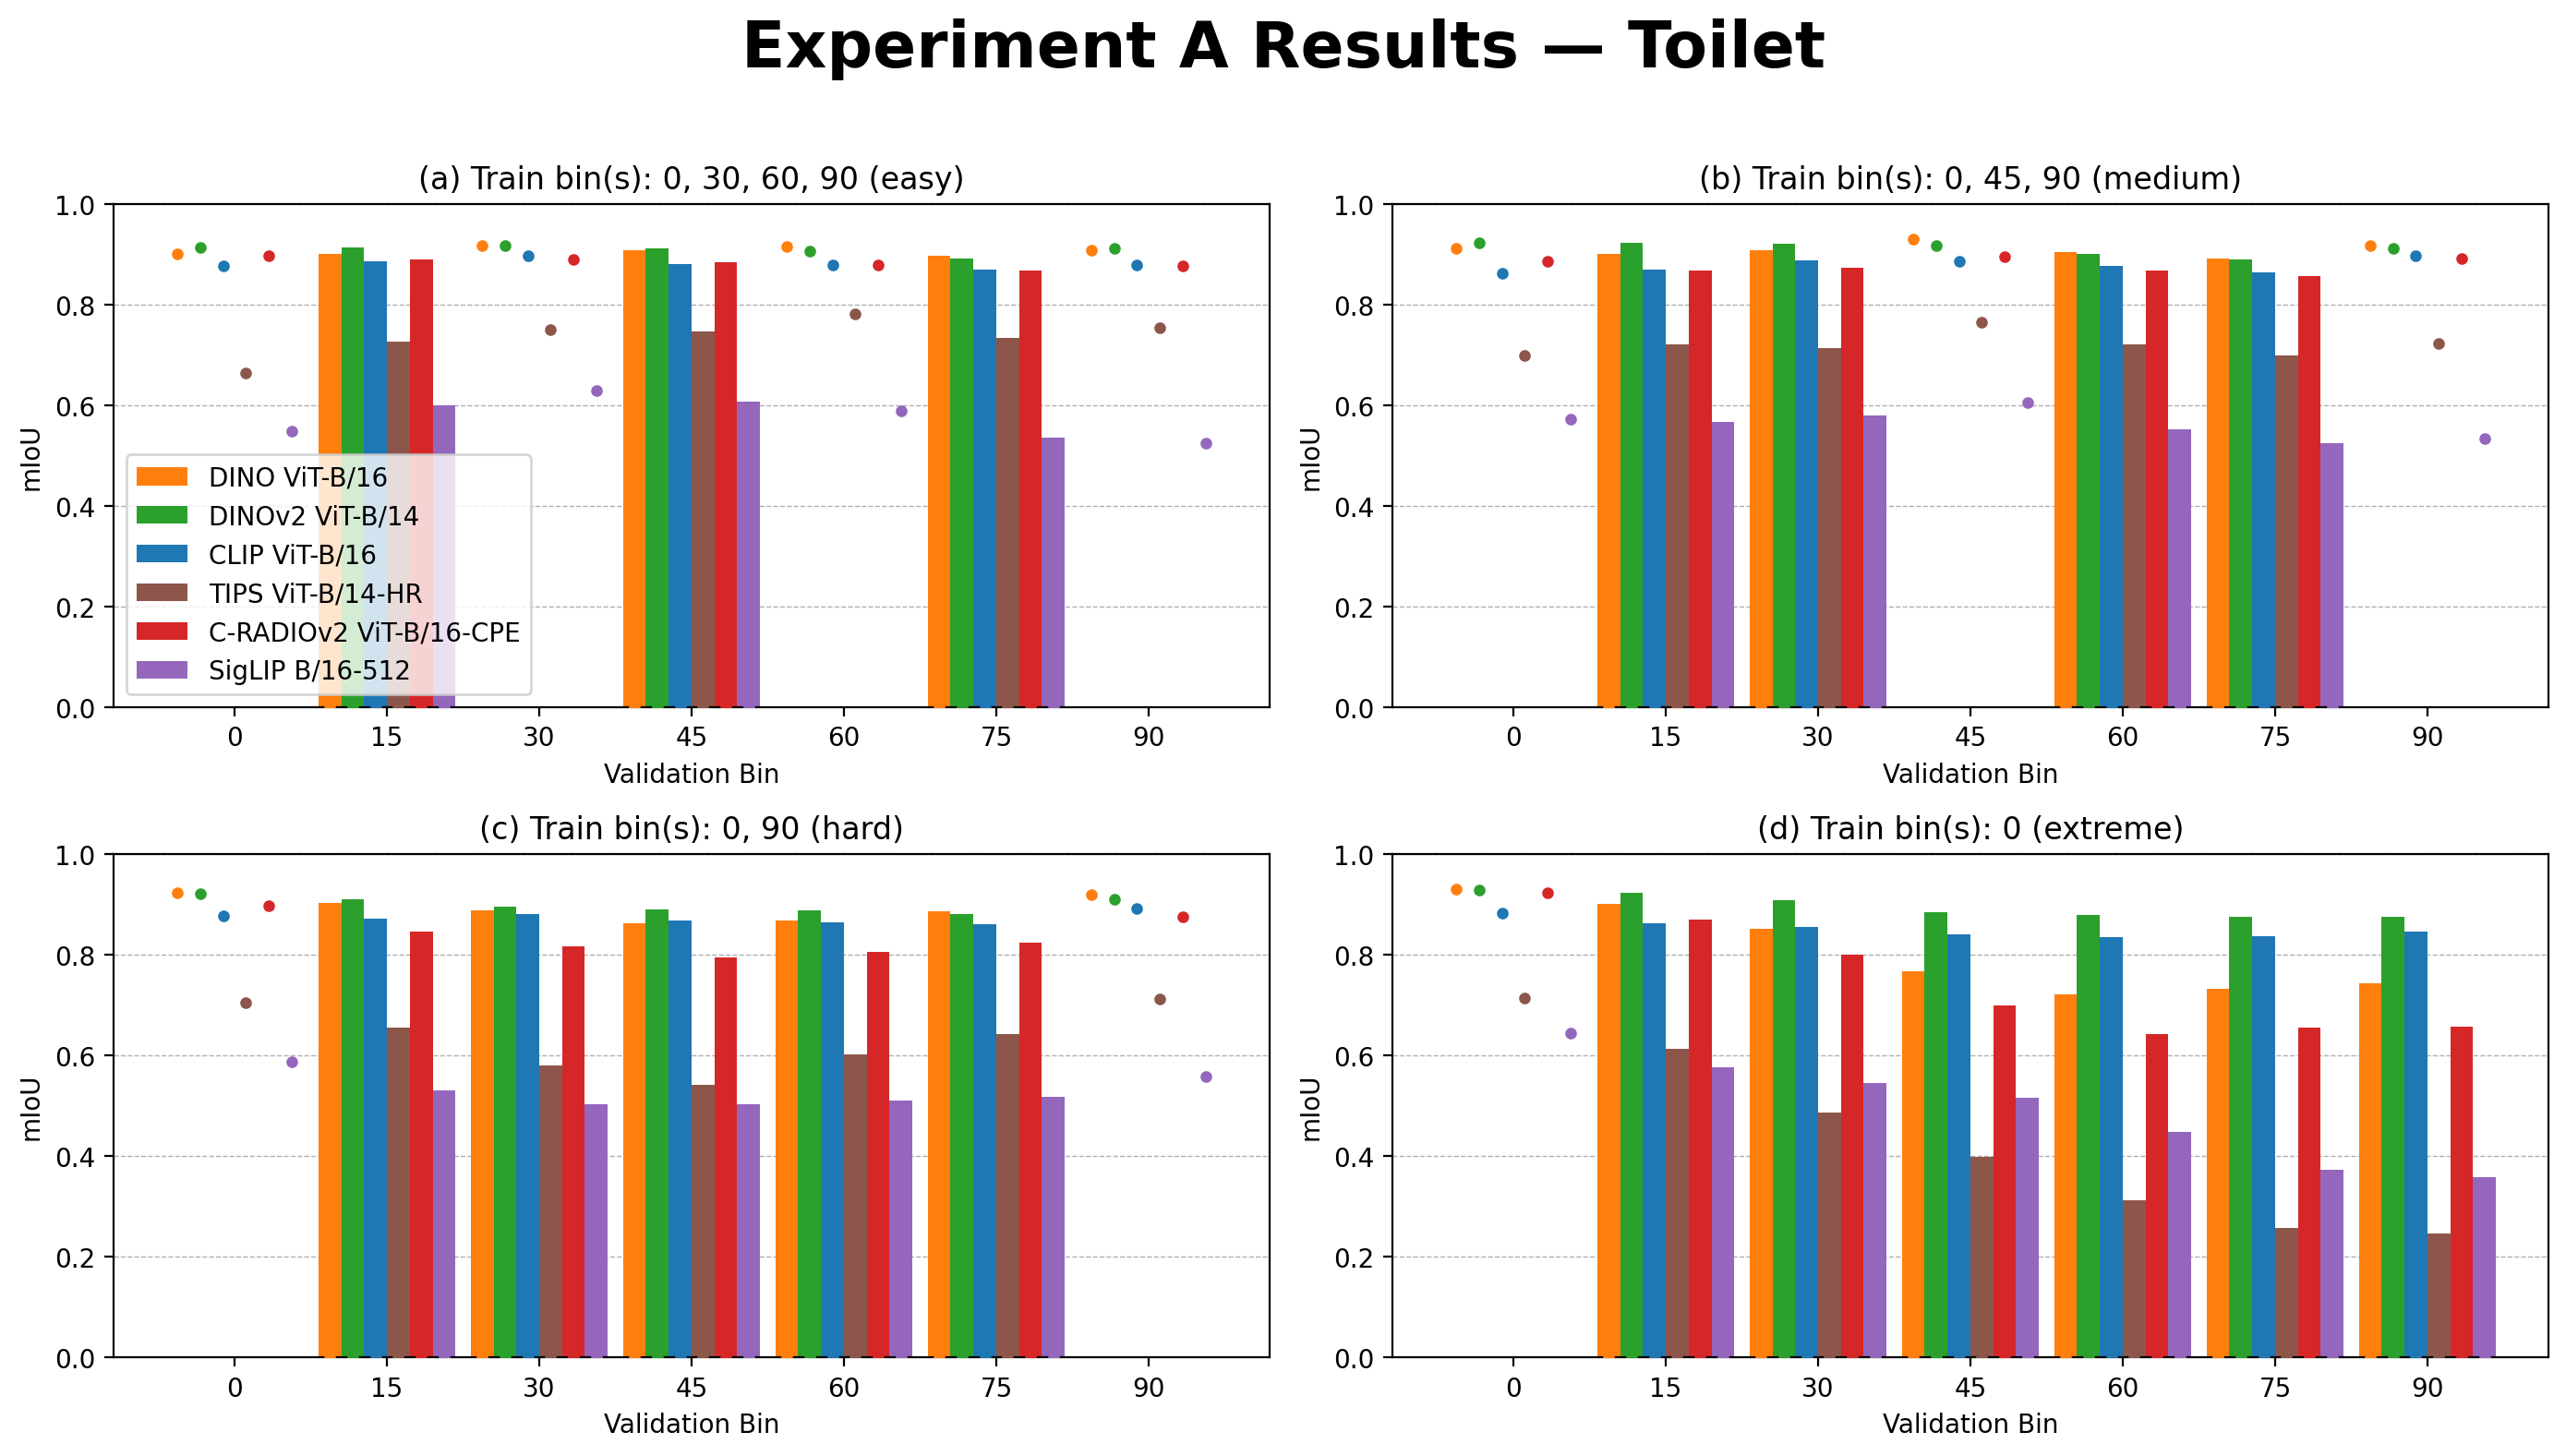 Experiment A Results — Toilet
(a) Train bin(s): 0, 30, 60, 90 (easy)
1.0
0.8
0.6
0.4
0.2
0.0
mIoU
DINO ViT-B/16
DINOv2 ViT-B/14
CLIP ViT-B/16
TIPS ViT-B/14-HR
C-RADIOv2 ViT-B/16-CPE
SigLIP B/16-512
0 15 30 45 60 75 90
Validation Bin
(b) Train bin(s): 0, 45, 90 (medium)
1.0
0.8
0.6
0.4
0.2
0.0
mIoU
0 15 30 45 60 75 90
Validation Bin
(c) Train bin(s): 0, 90 (hard)
1.0
0.8
0.6
0.4
0.2
0.0
mIoU
0 15 30 45 60 75 90
Validation Bin
(d) Train bin(s): 0 (extreme)
1.0
0.8
0.6
0.4
0.2
0.0
mIoU
0 15 30 45 60 75 90
Validation Bin